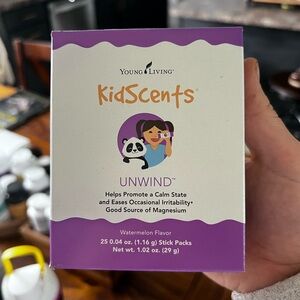 YOUNG LIVING®
KidScents®
UNWIND™
Helps Promote a Calm State
and Eases Occasional Irritability*
Good Source of Magnesium
Watermelon Flavor
25 0.04 oz. (1.16 g) Stick Packs
Net wt. 1.02 oz. (29 g)